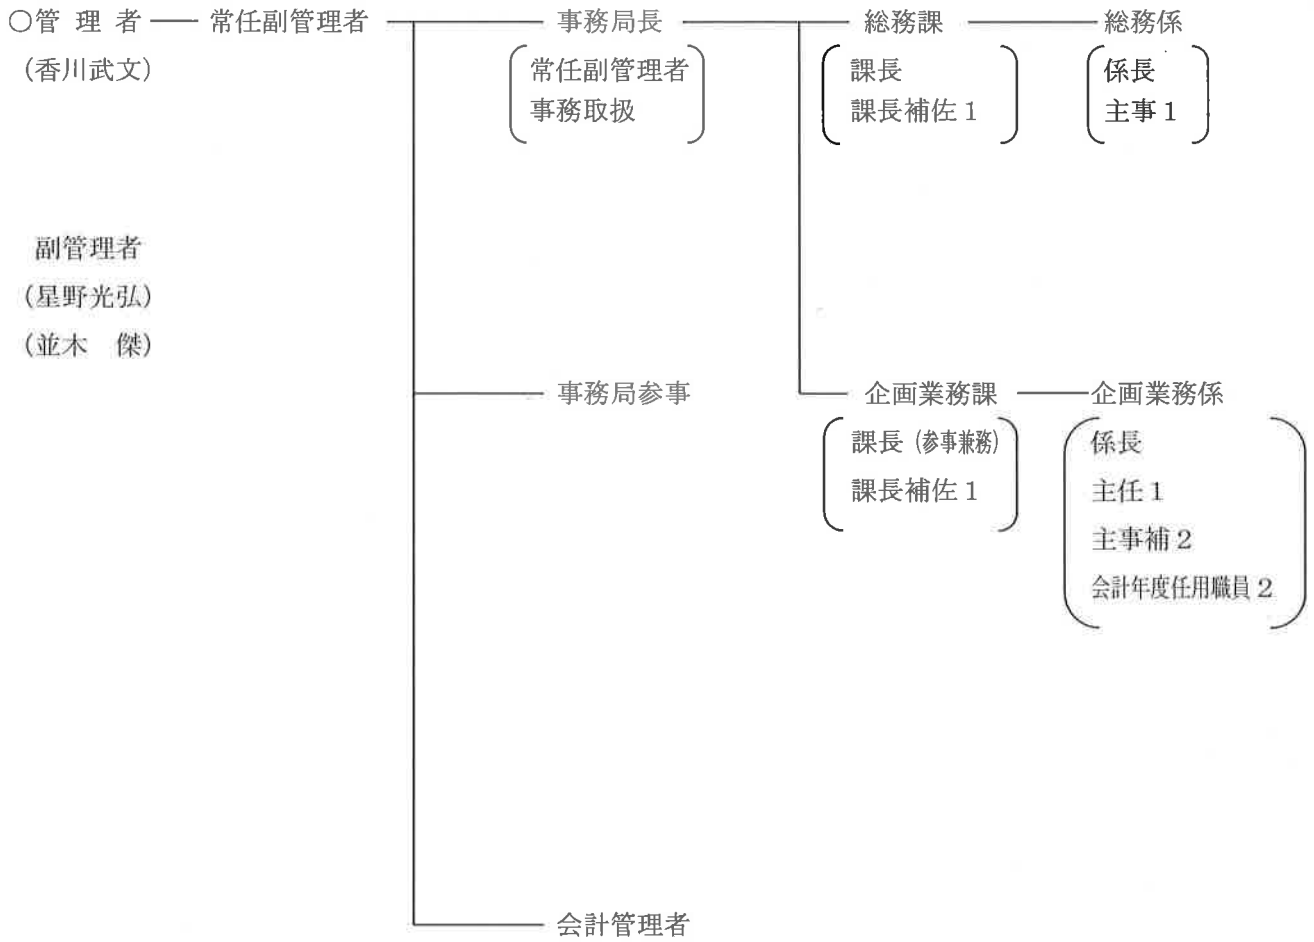 ○管理者 常任副管理者 事務局長 総務課 総務係
(香川武文)
常任副管理者
事務取扱
課長
課長補佐1
係長
主事1
副管理者
(星野光弘)
(並木 傑)
事務局参事 企画業務課 企画業務係
課長(参事兼務)
課長補佐1
係長
主任1
主事補2
会計年度任用職員2
会計管理者